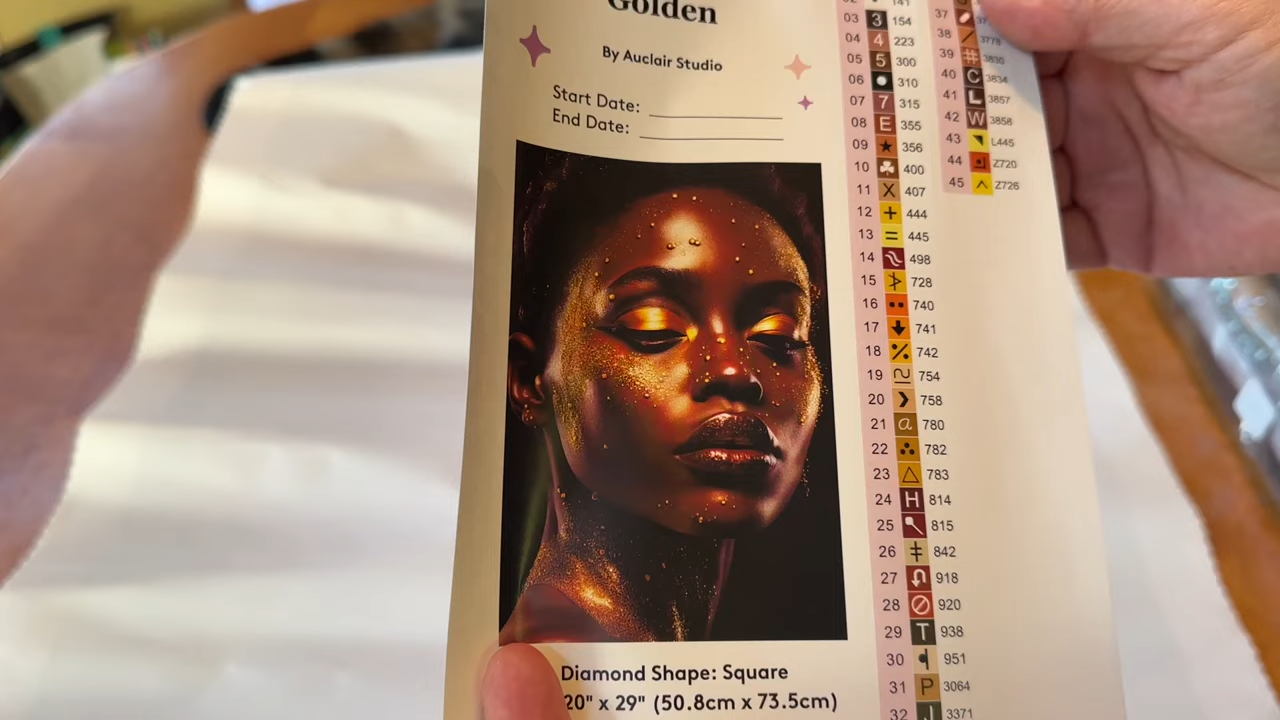 Golden
By Auclair Studio
Start Date:
End Date:
Diamond Shape: Square
20" x 29" (50.8cm x 73.5cm)
141
03 3 154
04 4 223
05 5 300
06 310
07 7 315
08 E 355
09 ★ 356
10 ☘ 400
11 X 407
12 + 444
13 = 445
14 498
15 728
16 •• 740
17 741
18 742
19 754
20 758
21 a 780
22 782
23 △ 783
24 H 814
25 815
26 ‡ 842
27 918
28 920
29 T 938
30 951
31 P 3064
32 3371
37
38 / 3778
39 # 3830
40 C 3834
41 L 3857
42 W 3858
43 L445
44 Z720
45 ^ Z726